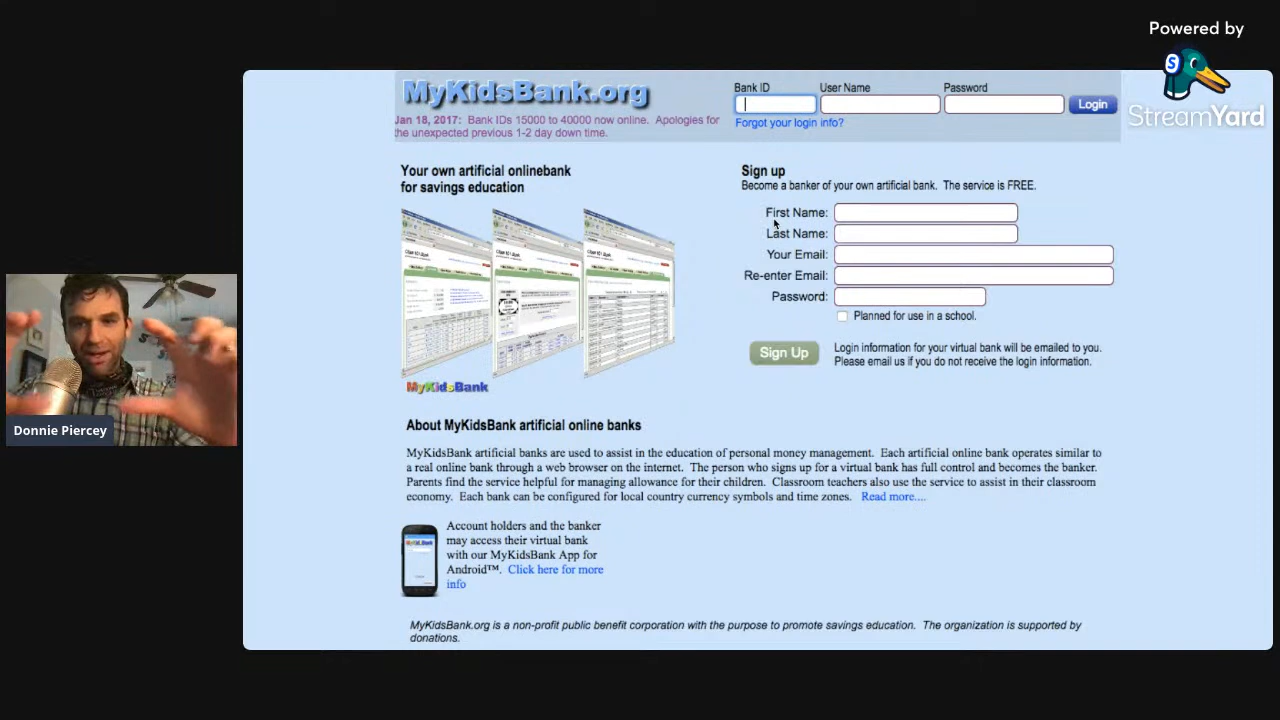 Powered by
StreamYard
MyKidsBank.org
Bank ID
User Name
Password
Login
Jan 18, 2017: Bank IDs 15000 to 40000 now online. Apologies for
the unexpected previous 1-2 day down time.
Forgot your login info?
Your own artificial onlinebank
for savings education
MyKidsBank
Sign up
Become a banker of your own artificial bank. The service is FREE.
First Name:
Last Name:
Your Email:
Re-enter Email:
Password:
Planned for use in a school.
Sign Up
Login information for your virtual bank will be emailed to you.
Please email us if you do not receive the login information.
Donnie Piercey
About MyKidsBank artificial online banks
MyKidsBank artificial banks are used to assist in the education of personal money management. Each artificial online bank operates similar to
a real online bank through a web browser on the internet. The person who signs up for a virtual bank has full control and becomes the banker.
Parents find the service helpful for managing allowance for their children. Classroom teachers also use the service to assist in their classroom
economy. Each bank can be configured for local country currency symbols and time zones. Read more....
Account holders and the banker
may access their virtual bank
with our MyKidsBank App for
Android™. Click here for more
info
MyKidsBank.org is a non-profit public benefit corporation with the purpose to promote savings education. The organization is supported by
donations.